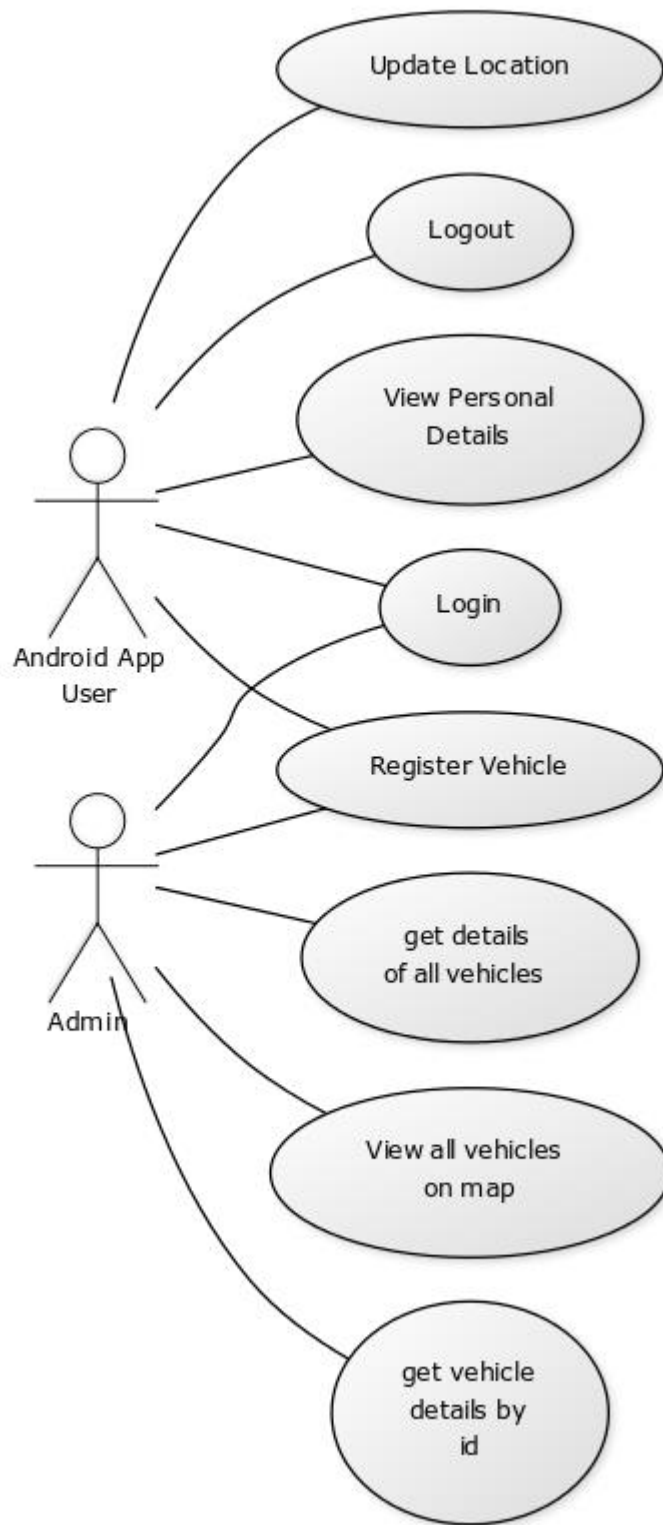 Update Location
Logout
View Personal
Details
Login
Android App
User
Register Vehicle
get details
of all vehicles
Admin
View all vehicles
on map
get vehicle
details by
id